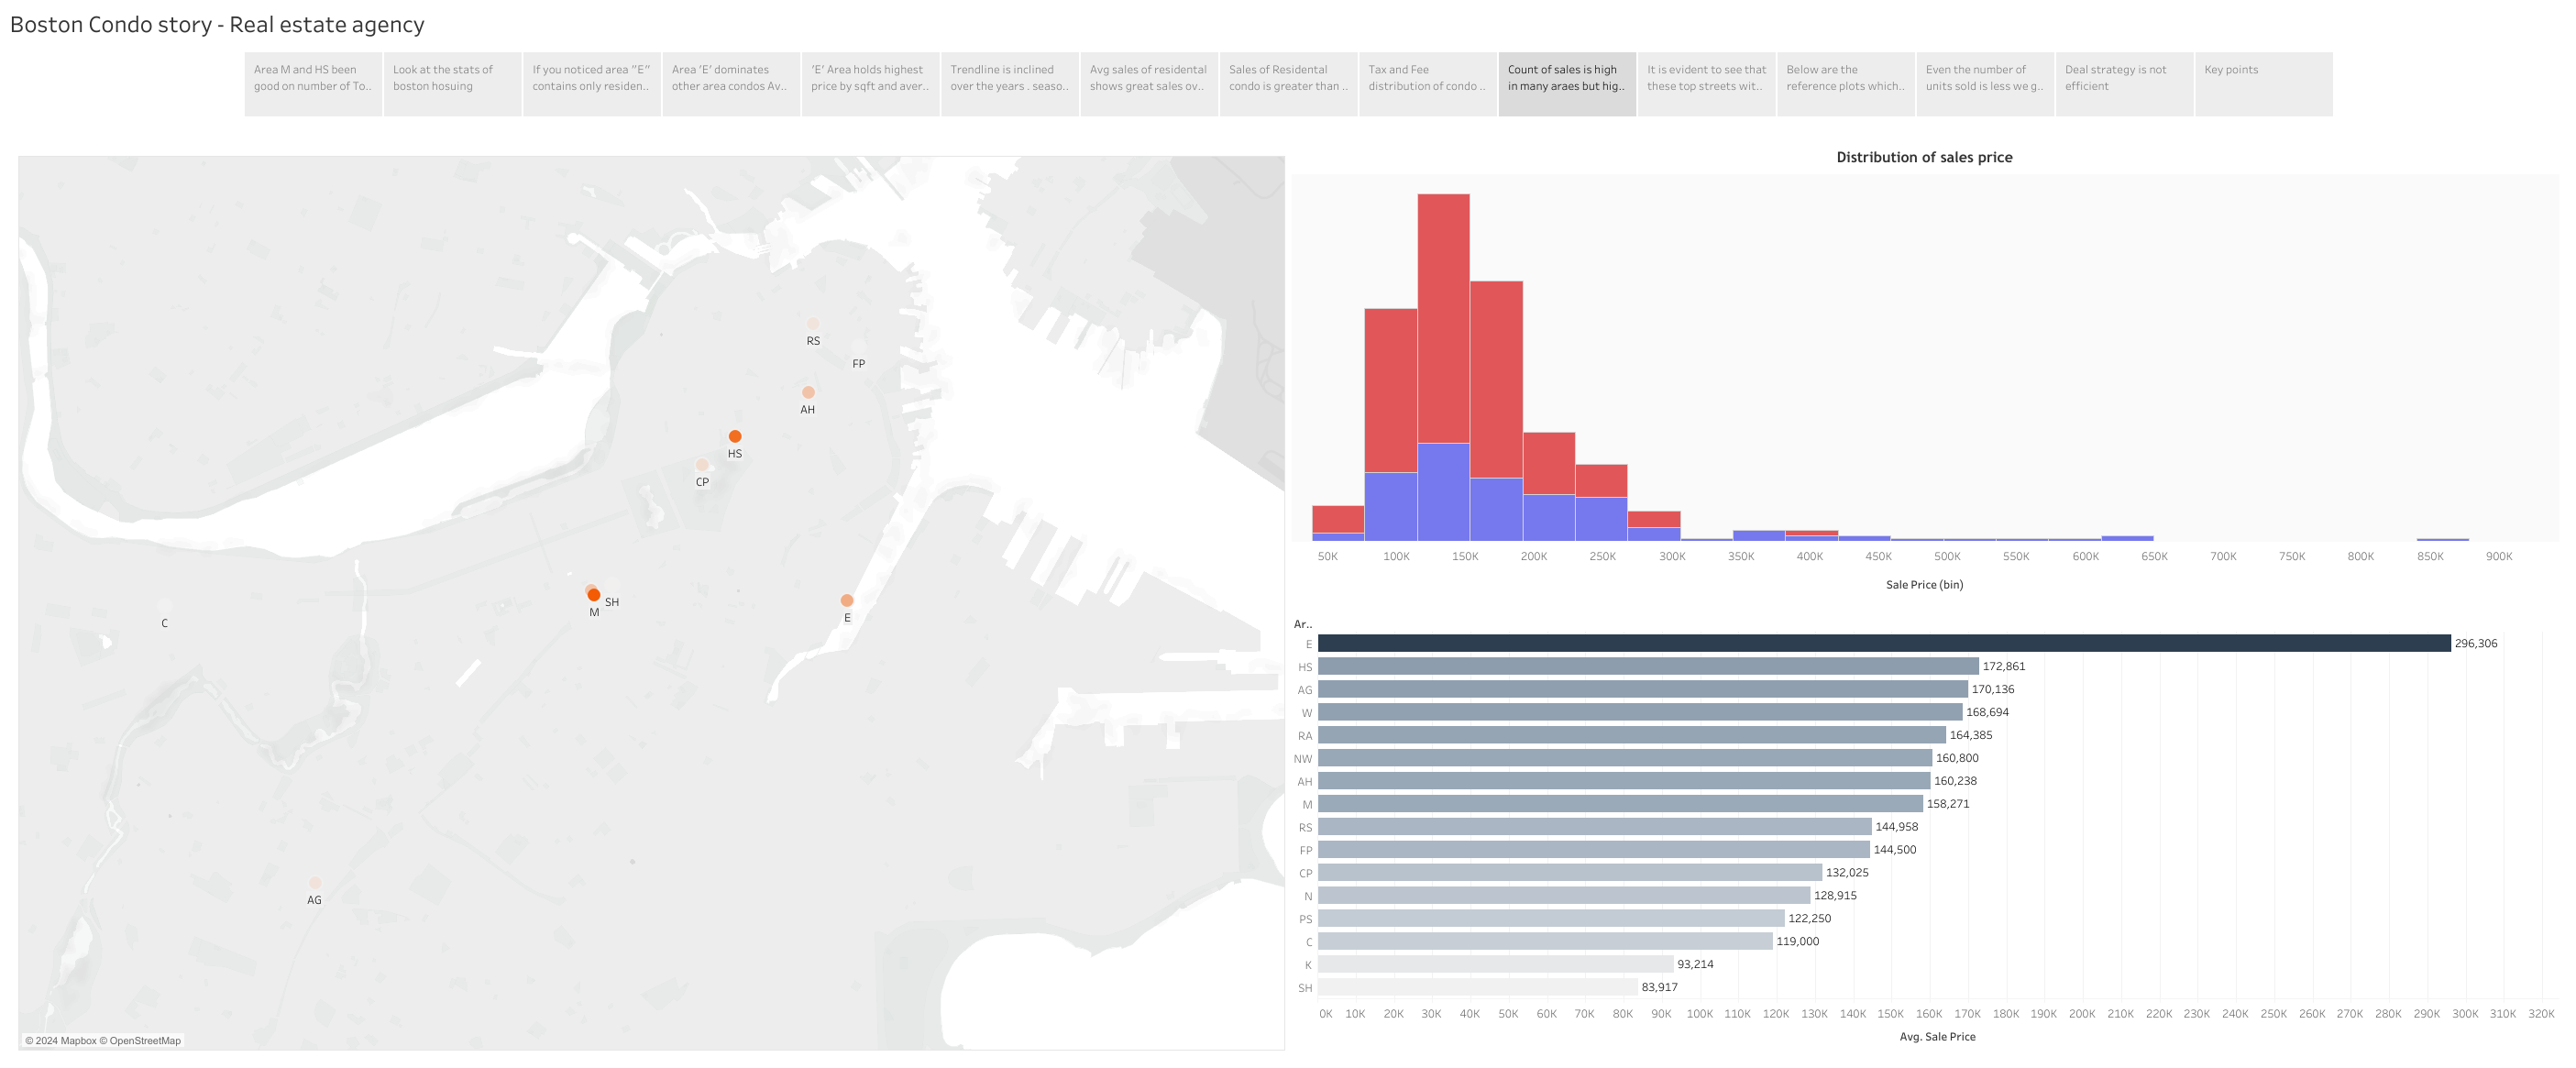 Boston Condo story - Real estate agency
Area M and HS been
good on number of To..
Look at the stats of
boston hosuing
If you noticed area "E"
contains only residen..
Area 'E' dominates
other area condos Av..
'E' Area holds highest
price by sqft and aver..
Trendline is inclined
over the years . seaso..
Avg sales of residental
shows great sales ov..
Sales of Residental
condo is greater than ..
Tax and Fee
distribution of condo ..
Count of sales is high
in many araes but hig..
It is evident to see that
these top streets wit..
Below are the
reference plots which..
Even the number of
units sold is less we g..
Deal strategy is not
efficient
Key points
RS
FP
AH
HS
CP
SH
M
E
C
AG
© 2024 Mapbox © OpenStreetMap
Distribution of sales price
50K 100K 150K 200K 250K 300K 350K 400K 450K 500K 550K 600K 650K 700K 750K 800K 850K 900K
Sale Price (bin)
Ar..
E 296,306
HS 172,861
AG 170,136
W 168,694
RA 164,385
NW 160,800
AH 160,238
M 158,271
RS 144,958
FP 144,500
CP 132,025
N 128,915
PS 122,250
C 119,000
K 93,214
SH 83,917
0K 10K 20K 30K 40K 50K 60K 70K 80K 90K 100K 110K 120K 130K 140K 150K 160K 170K 180K 190K 200K 210K 220K 230K 240K 250K 260K 270K 280K 290K 300K 310K 320K
Avg. Sale Price